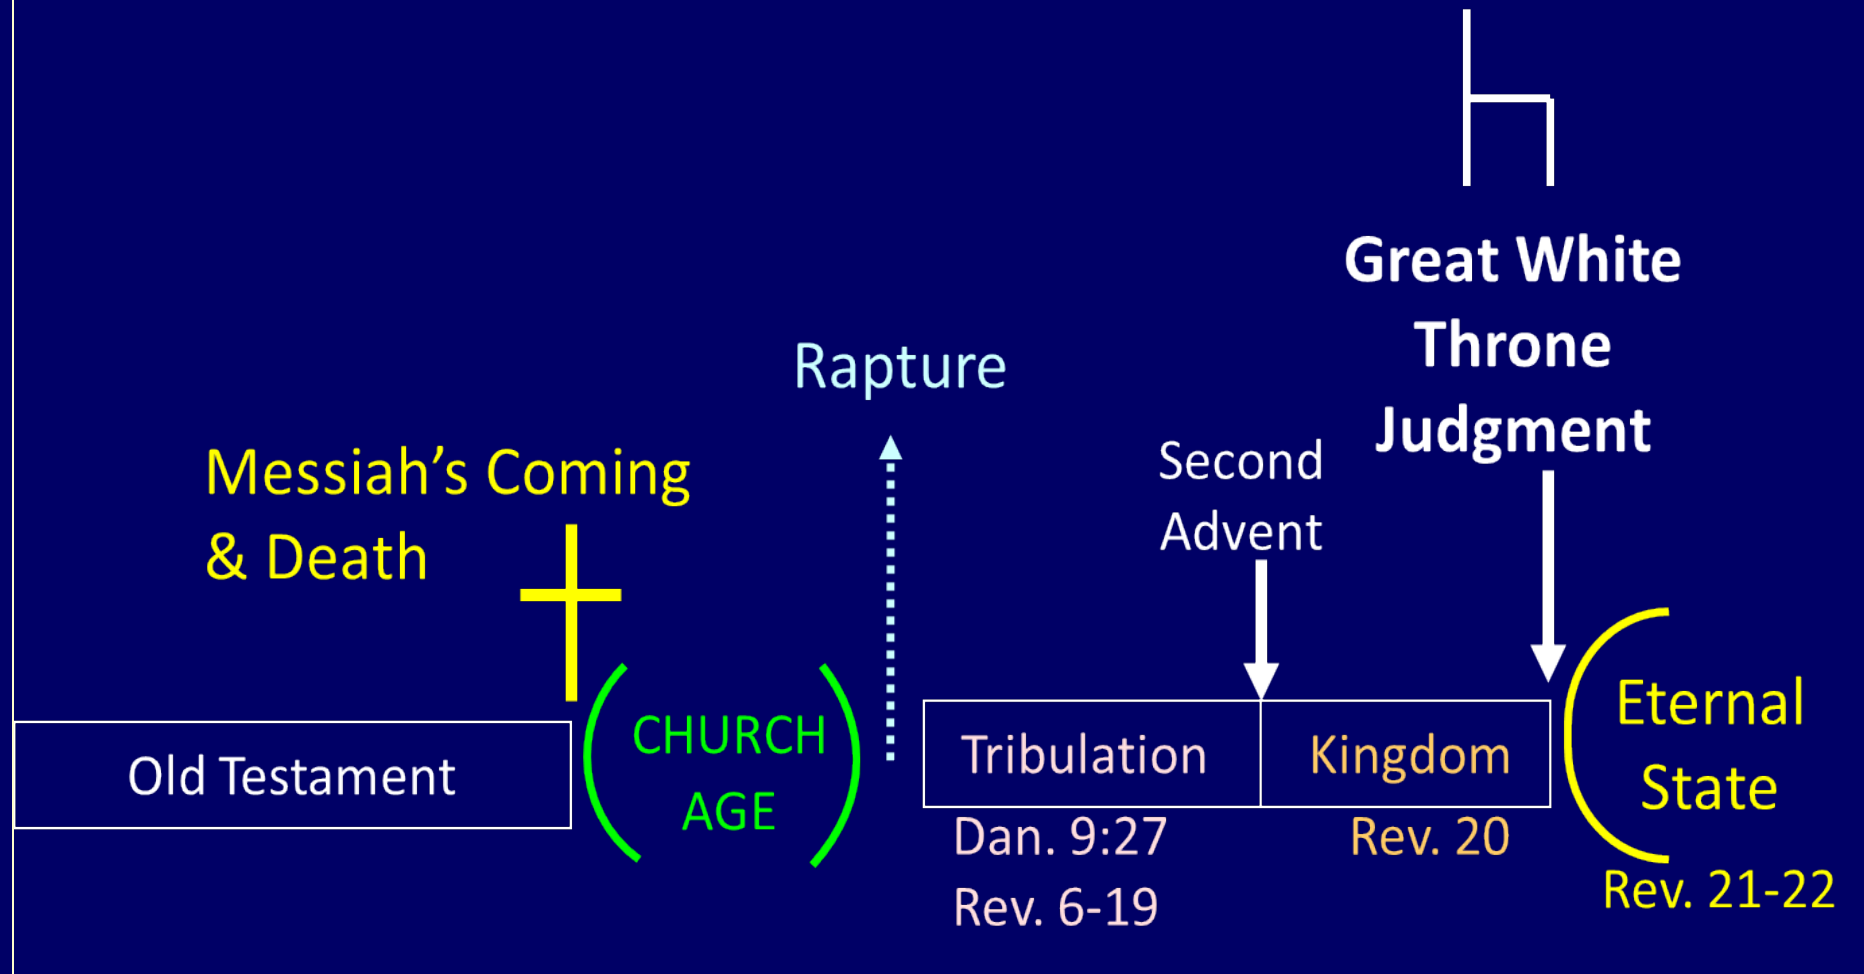 Great White
Throne
Judgment
Rapture
Messiah’s Coming
& Death
Second
Advent
Old Testament
CHURCH
AGE
Tribulation
Dan. 9:27
Rev. 6-19
Kingdom
Rev. 20
Eternal
State
Rev. 21-22